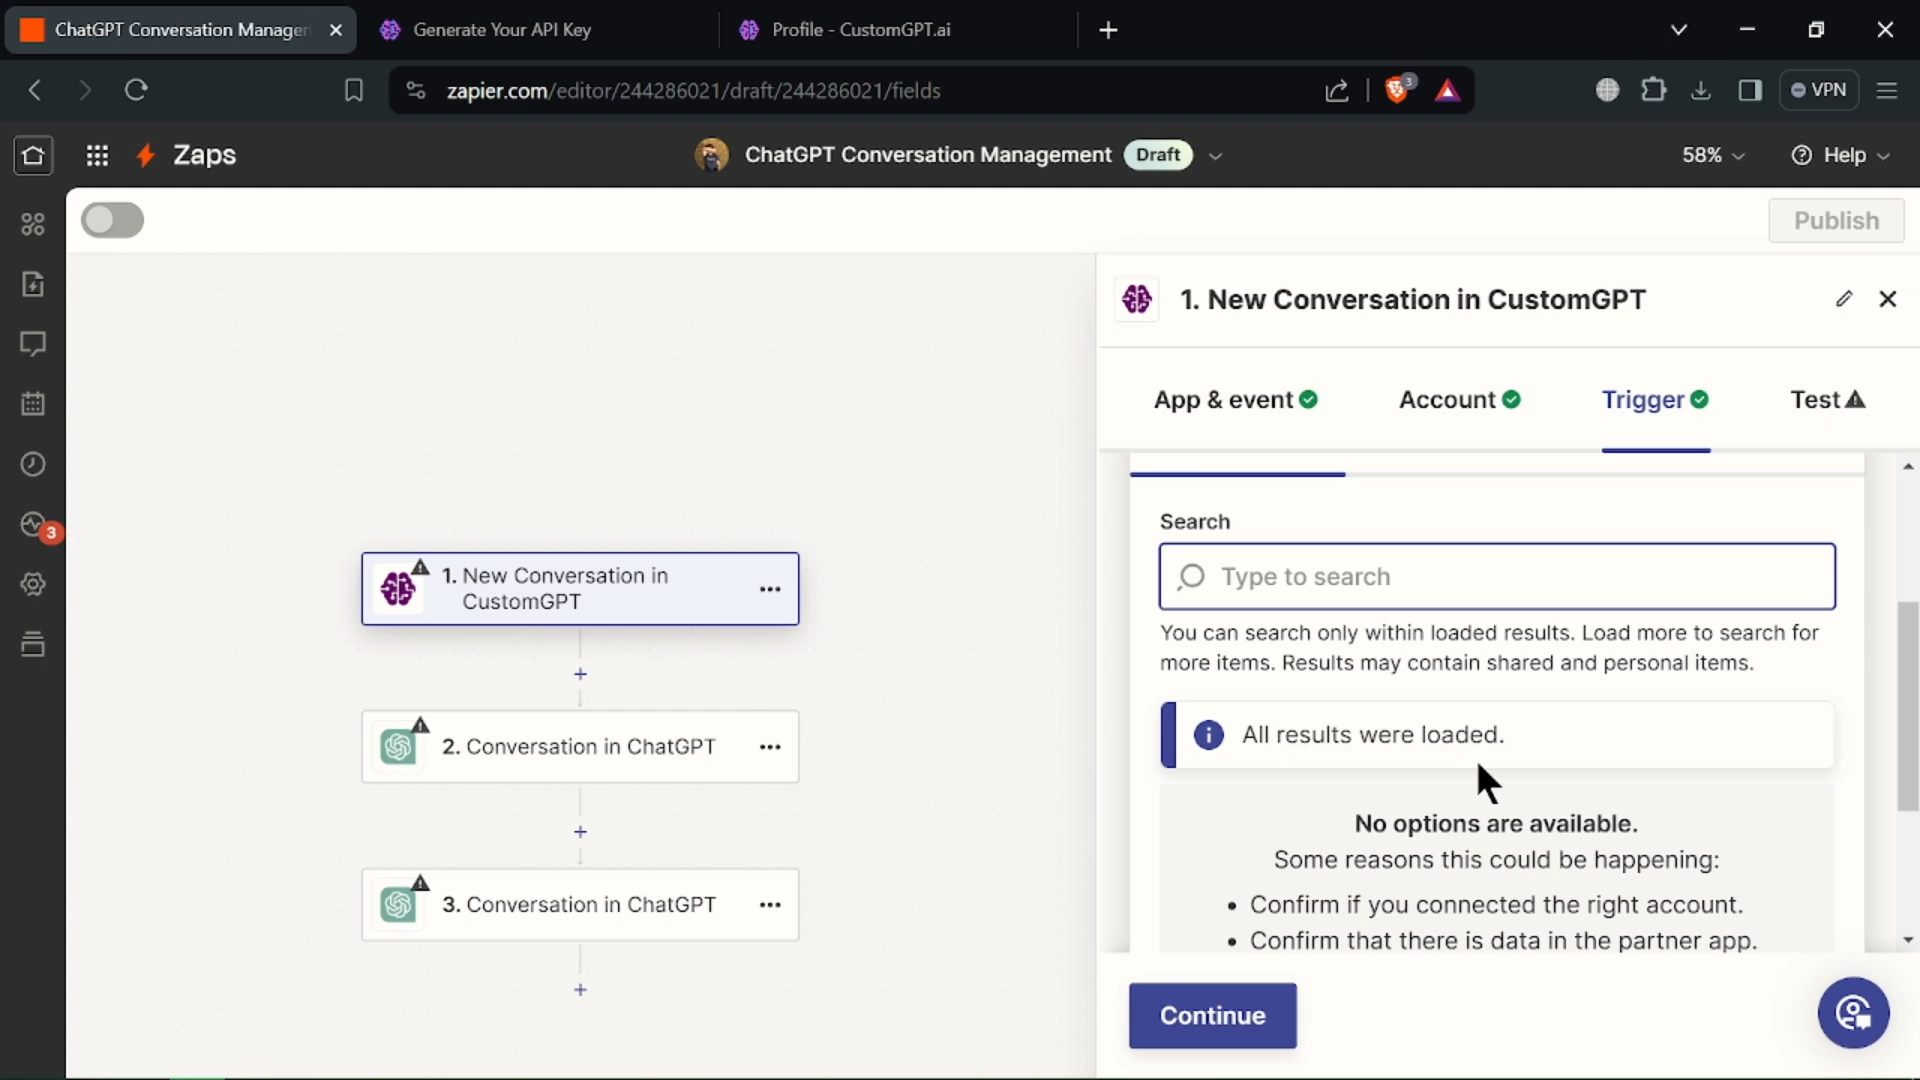 ChatGPT Conversation Manager
Generate Your API Key
Profile - CustomGPT.ai
zapier.com/editor/244286021/draft/244286021/fields
3
VPN
Zaps
ChatGPT Conversation Management
Draft
58%
Help
Publish
1. New Conversation in CustomGPT
App & event
Account
Trigger
Test
Search
Type to search
You can search only within loaded results. Load more to search for
more items. Results may contain shared and personal items.
All results were loaded.
No options are available.
Some reasons this could be happening:
• Confirm if you connected the right account.
• Confirm that there is data in the partner app.
Continue
3
1. New Conversation in
CustomGPT
2. Conversation in ChatGPT
3. Conversation in ChatGPT